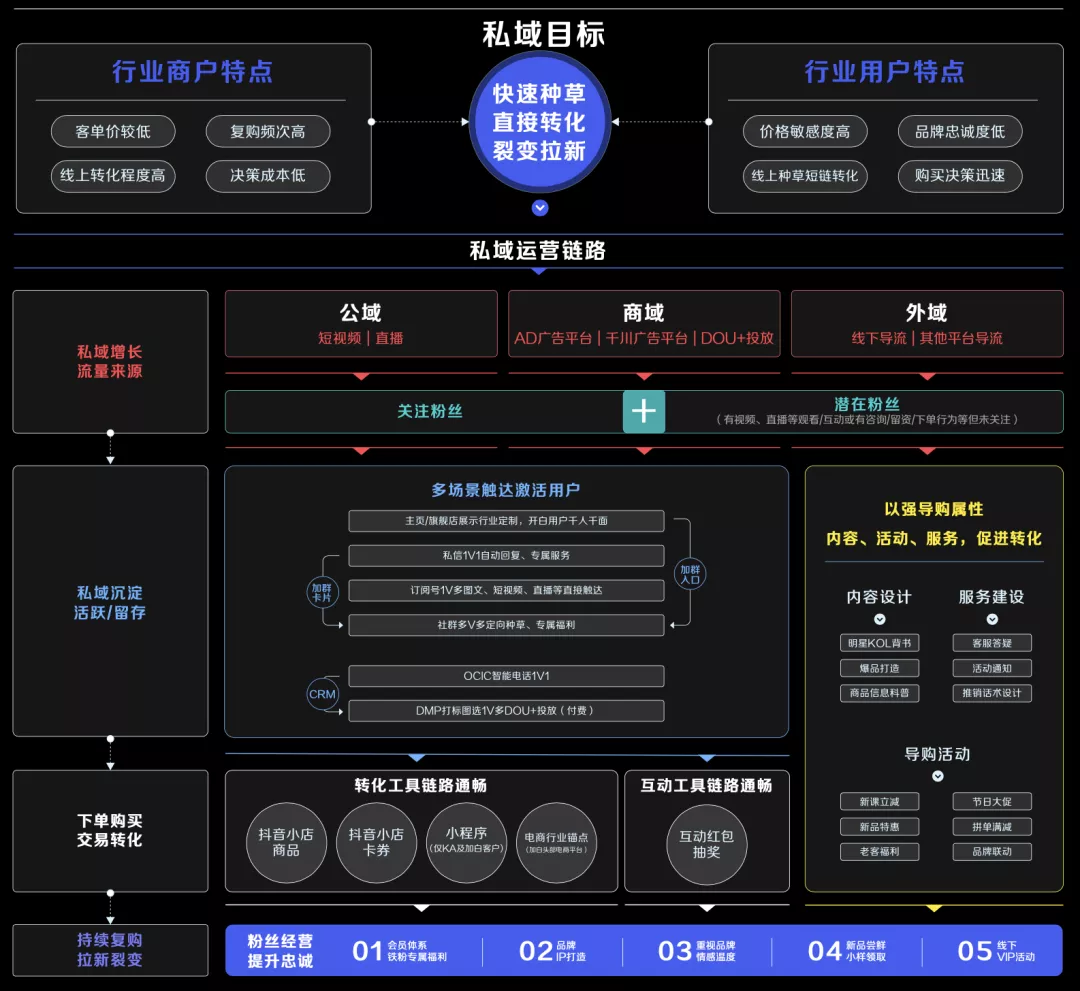 私域目标
行业商户特点
客单价较低
复购频次高
线上转化程度高
决策成本低
快速种草
直接转化
裂变拉新
行业用户特点
价格敏感度高
品牌忠诚度低
线上种草短链转化
购买决策迅速
私域运营链路
私域增长
流量来源
公域
短视频 | 直播
商域
AD广告平台 | 千川广告平台 | DOU+投放
外域
线下导流 | 其他平台导流
关注粉丝
+
潜在粉丝
（有视频、直播等观看/互动或有咨询/留资/下单行为等但未关注）
私域沉淀
活跃/留存
多场景触达激活用户
主页/旗舰店展示行业定制，开白用户千人千面
私信1V1自动回复、专属服务
订阅号1V多图文、短视频、直播等直接触达
社群多V多定向种草、专属福利
加群
卡片
加群
入口
OCIC智能电话1V1
CRM
DMP打标圈选1V多DOU+投放（付费）
以强导购属性
内容、活动、服务，促进转化
内容设计
明星KOL背书
爆品打造
商品信息科普
服务建设
客服答疑
活动通知
推销话术设计
导购活动
新课立减
节日大促
新品特惠
拼单满减
老客福利
品牌联动
下单购买
交易转化
转化工具链路通畅
抖音小店
商品
抖音小店
卡券
小程序
（仅KA及加白客户）
电商行业锚点
（加白头部电商平台）
互动工具链路通畅
互动红包
抽奖
持续复购
拉新裂变
粉丝经营
提升忠诚
01 会员体系
铁粉专属福利
02 品牌
IP打造
03 重视品牌
情感温度
04 新品尝鲜
小样领取
05 线下
VIP活动